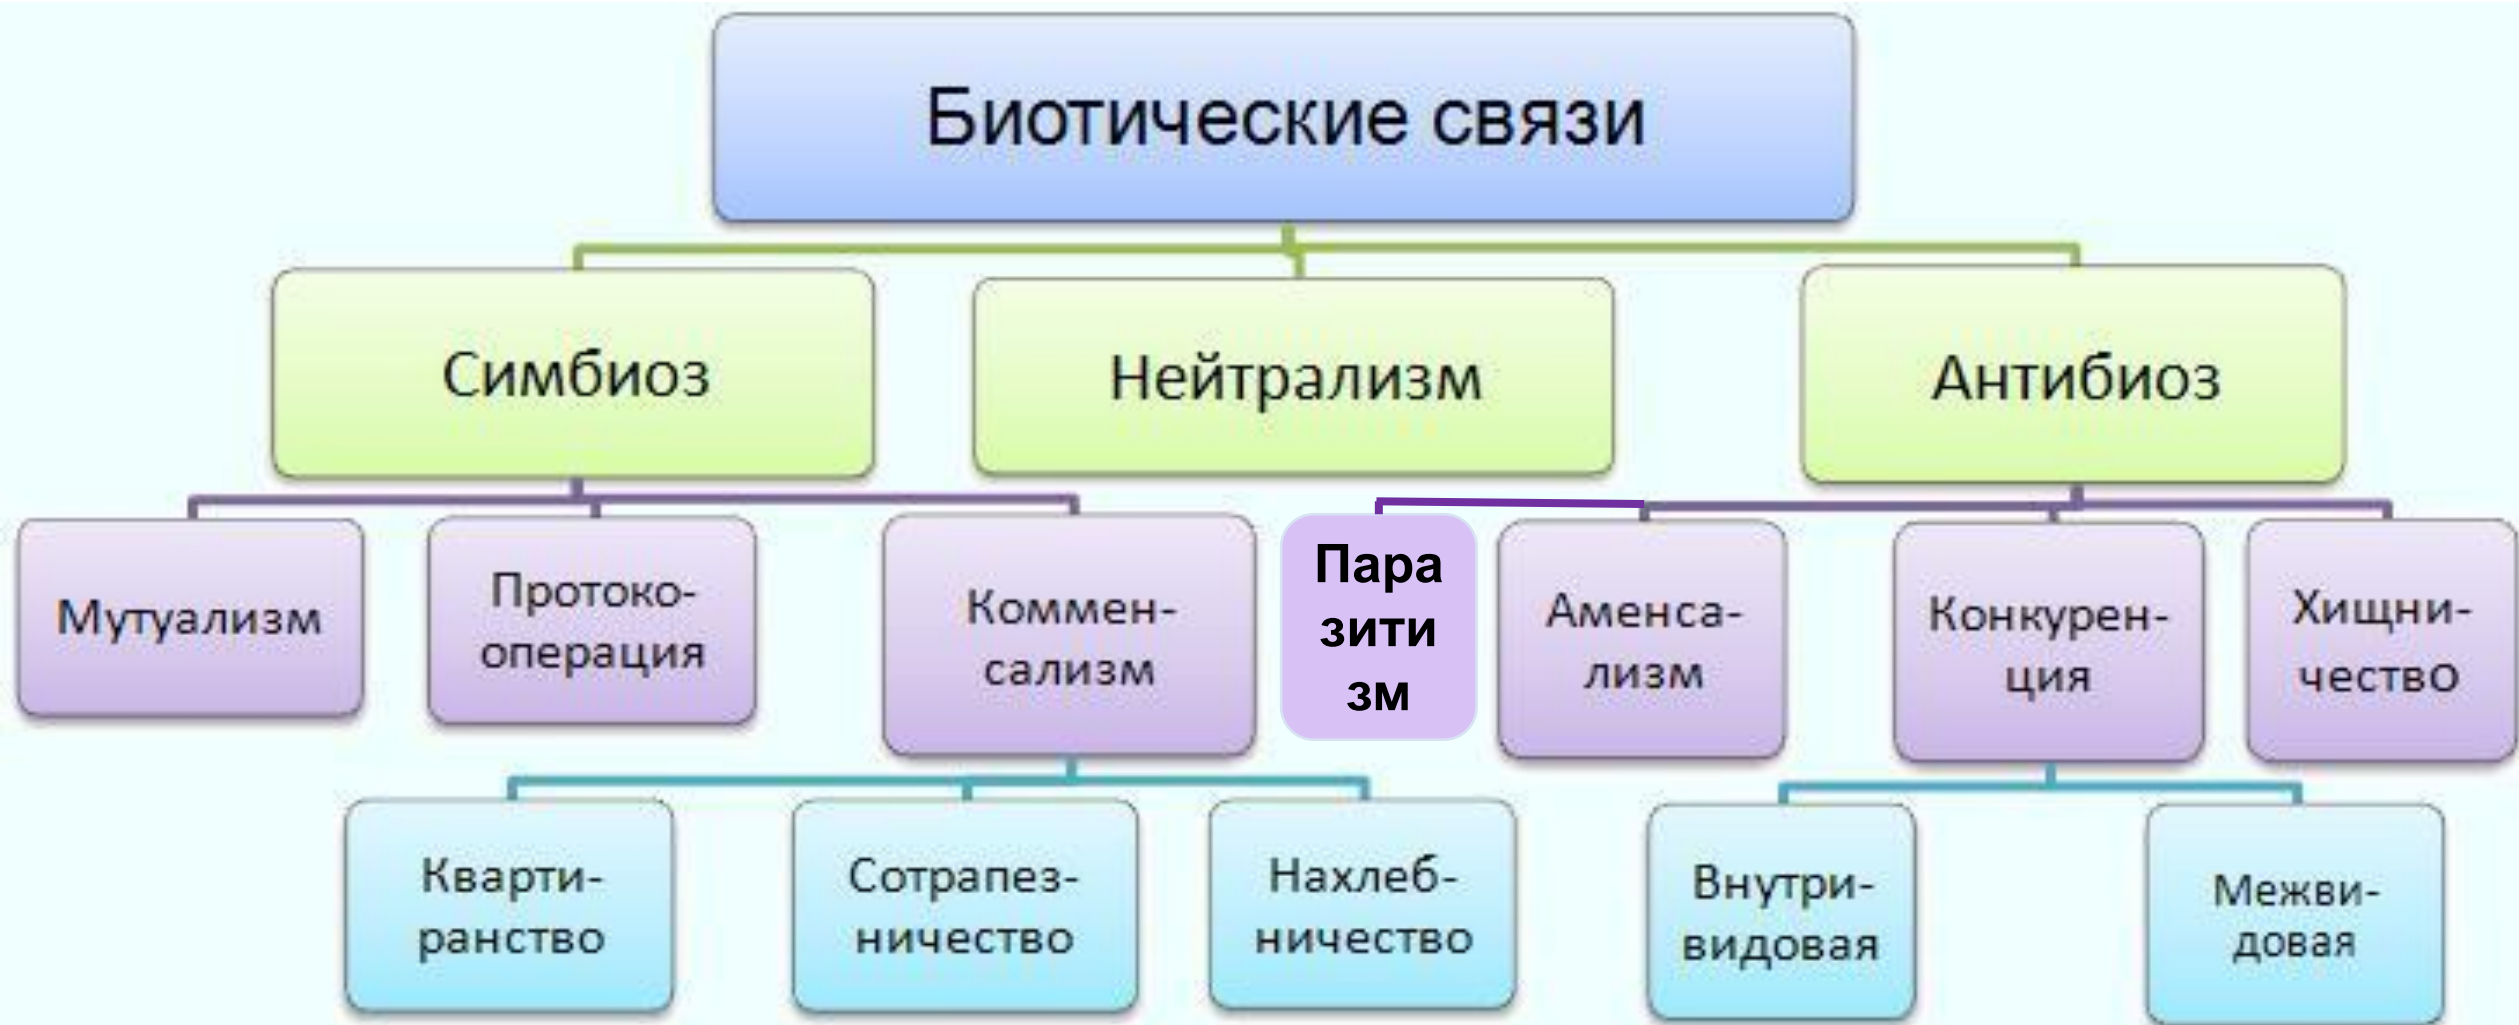 Биотические связи
Симбиоз
Нейтрализм
Антибиоз
Мутуализм
Протоко-
операция
Коммен-
сализм
Пара
зити
зм
Аменса-
лизм
Конкурен-
ция
Хищни-
чество
Кварти-
ранство
Сотрапез-
ничество
Нахлеб-
ничество
Внутри-
видовая
Межви-
довая